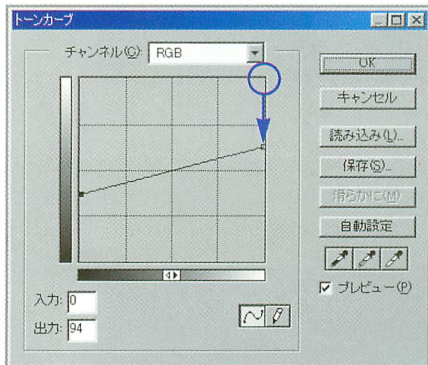 トーンカーブ
チャンネル(C): RGB
OK
キャンセル
読み込み(L)...
保存(S)...
滑らかに(M)
自動設定
プレビュー(P)
入力: 0
出力: 94